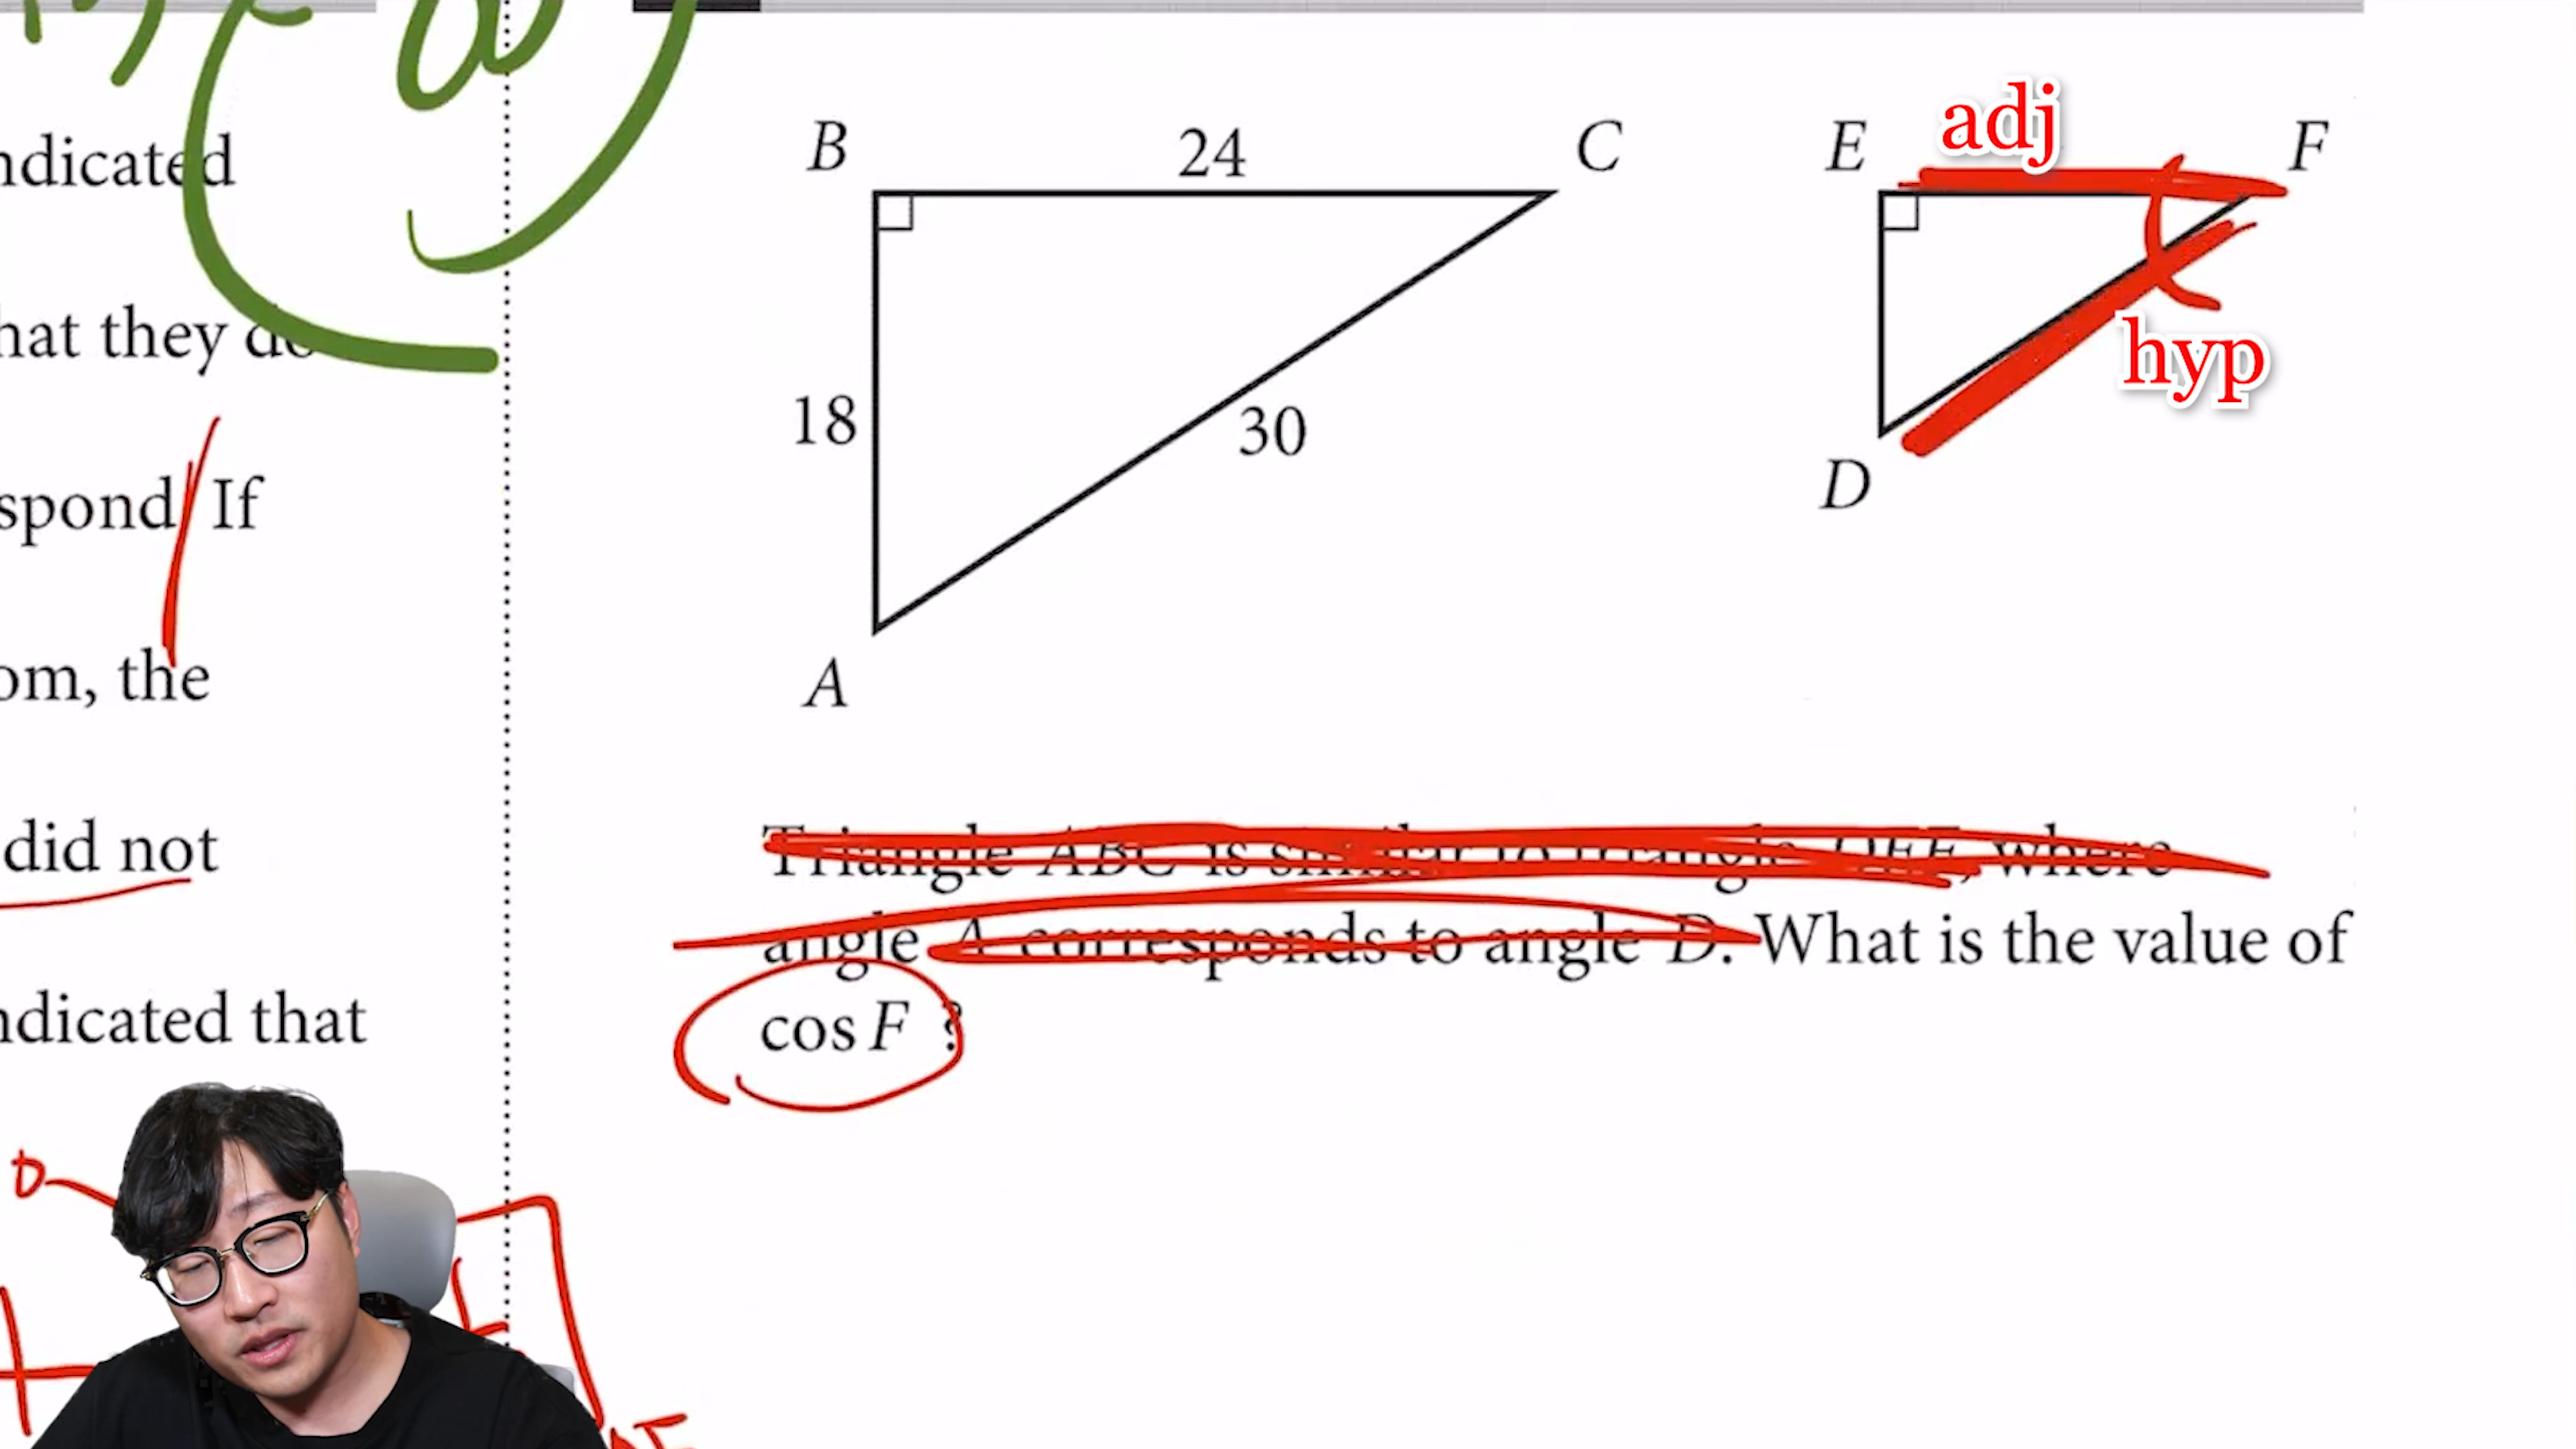 ndicated
hat they do
spond If
om, the
did not
ndicated that
B
24
C
18
30
A
E
adj
F
hyp
D
Triangle ABC is similar to triangle DEF, where
angle A corresponds to angle D. What is the value of
cos F ?